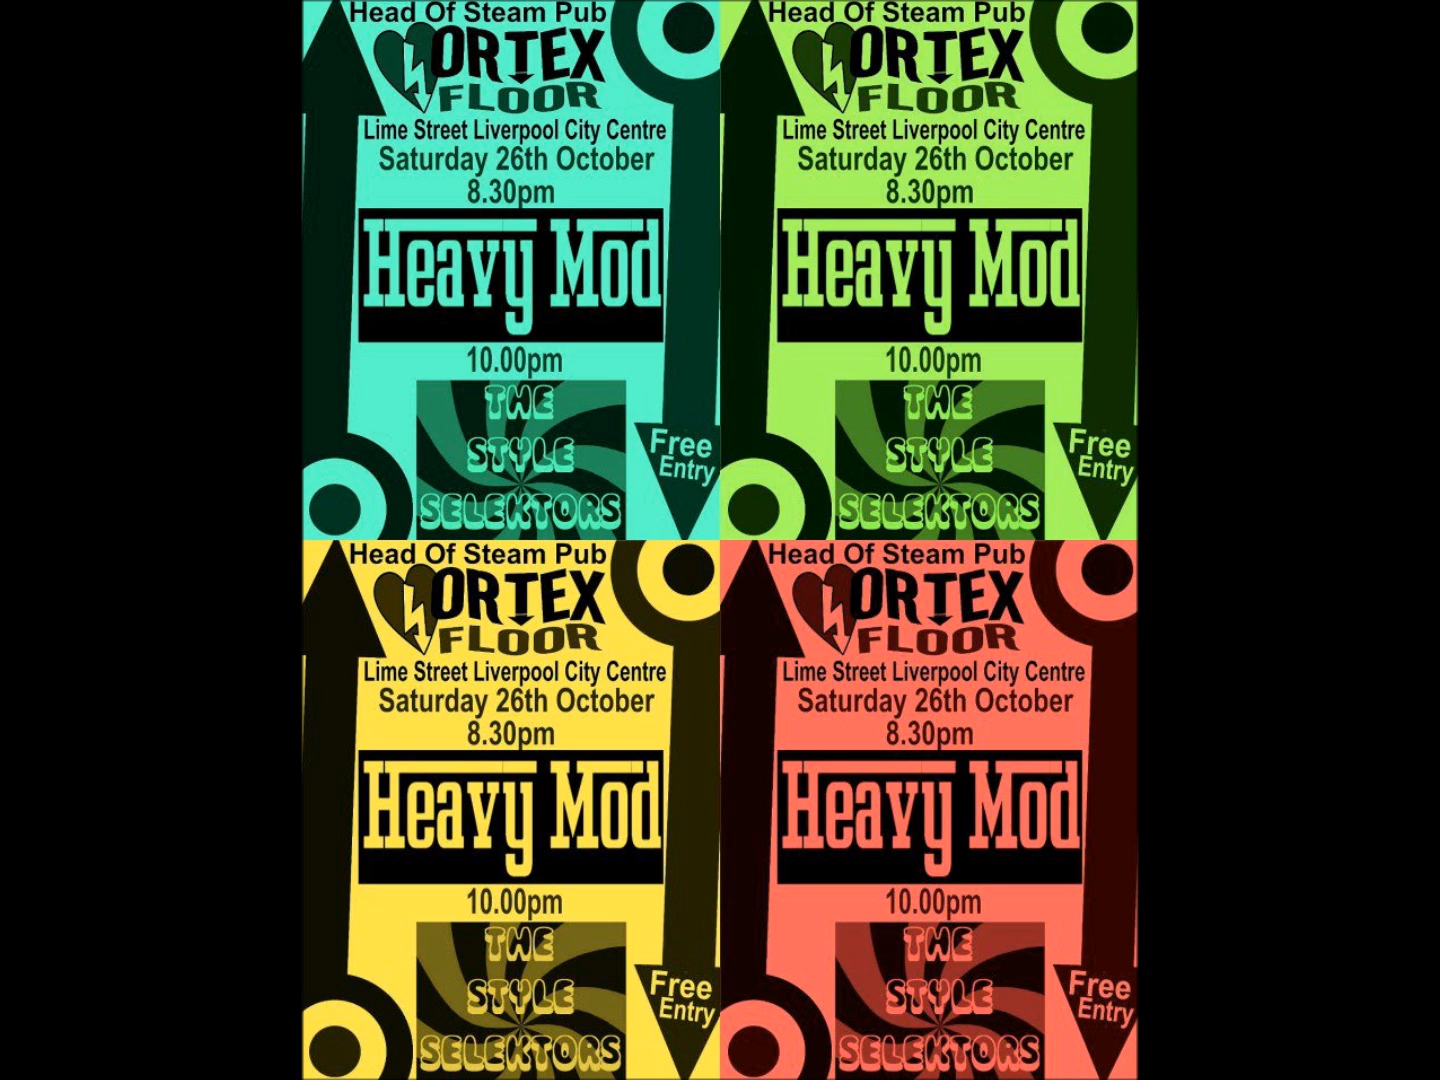 Head Of Steam Pub
VORTEX
FLOOR
Lime Street Liverpool City Centre
Saturday 26th October
8.30pm
Heavy Mod
10.00pm
THE
STYLE
SELEKTORS
Free
Entry
Head Of Steam Pub
VORTEX
FLOOR
Lime Street Liverpool City Centre
Saturday 26th October
8.30pm
Heavy Mod
10.00pm
THE
STYLE
SELEKTORS
Free
Entry
Head Of Steam Pub
VORTEX
FLOOR
Lime Street Liverpool City Centre
Saturday 26th October
8.30pm
Heavy Mod
10.00pm
THE
STYLE
SELEKTORS
Free
Entry
Head Of Steam Pub
VORTEX
FLOOR
Lime Street Liverpool City Centre
Saturday 26th October
8.30pm
Heavy Mod
10.00pm
THE
STYLE
SELEKTORS
Free
Entry